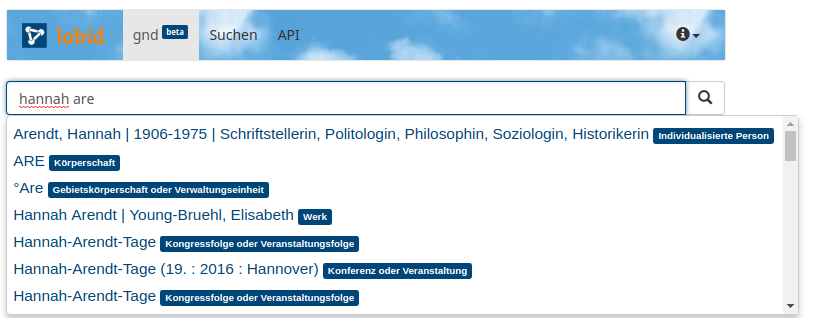 lobid gnd beta Suchen API
hannah are
Arendt, Hannah | 1906-1975 | Schriftstellerin, Politologin, Philosophin, Soziologin, Historikerin Individualisierte Person
ARE Körperschaft
°Are Gebietskörperschaft oder Verwaltungseinheit
Hannah Arendt | Young-Bruehl, Elisabeth Werk
Hannah-Arendt-Tage Kongressfolge oder Veranstaltungsfolge
Hannah-Arendt-Tage (19. : 2016 : Hannover) Konferenz oder Veranstaltung
Hannah-Arendt-Tage Kongressfolge oder Veranstaltungsfolge